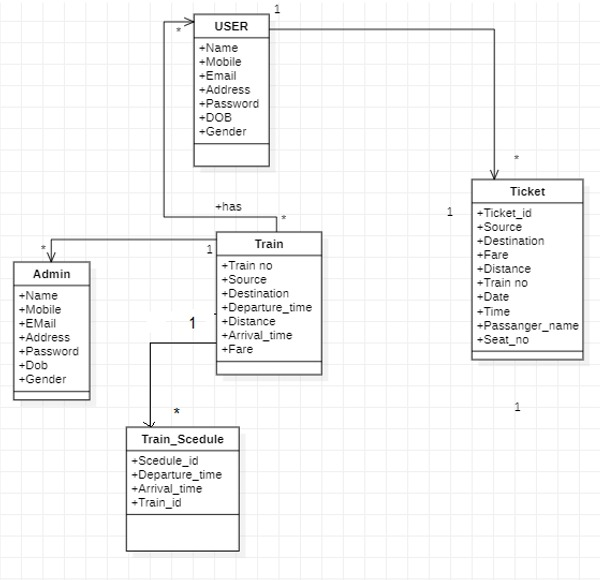 1
USER
*
+Name
+Mobile
+Email
+Address
+Password
+DOB
+Gender
*
Ticket
1
+Ticket_id
+Source
+Destination
+Fare
+Distance
+Train no
+Date
+Time
+Passanger_name
+Seat_no
+has
*
*
1
Train
+Train no
+Source
+Destination
+Departure_time
+Distance
+Arrival_time
+Fare
Admin
+Name
+Mobile
+EMail
+Address
+Password
+Dob
+Gender
1
*
1
Train_Scedule
+Scedule_id
+Departure_time
+Arrival_time
+Train_id